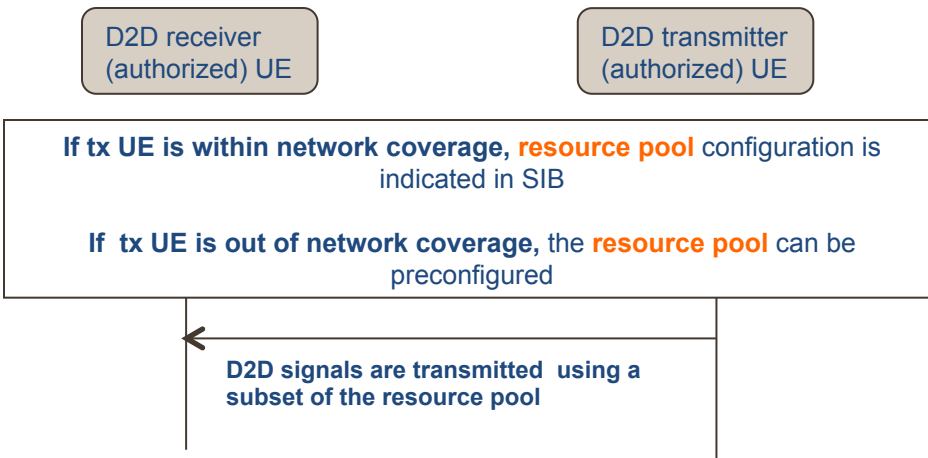 D2D receiver
(authorized) UE
D2D transmitter
(authorized) UE
If tx UE is within network coverage, resource pool configuration is
indicated in SIB
If tx UE is out of network coverage, the resource pool can be
preconfigured
D2D signals are transmitted using a
subset of the resource pool